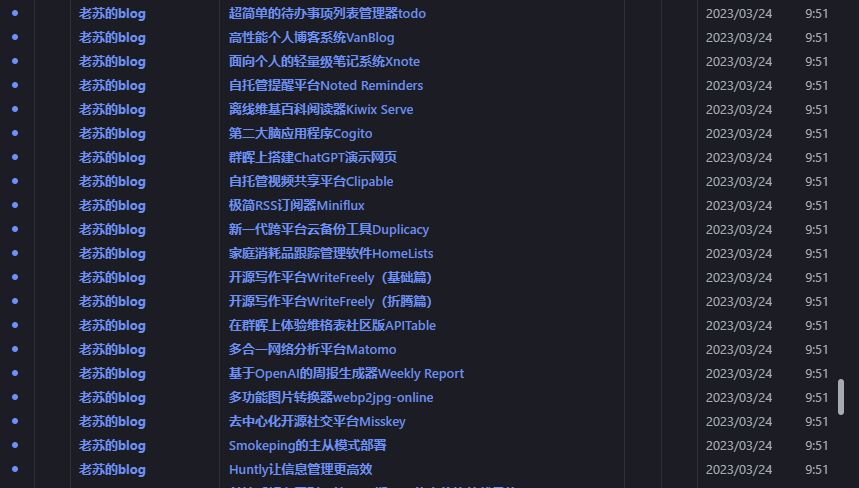 老苏的blog 超简单的待办事项列表管理器todo 2023/03/24 9:51
老苏的blog 高性能个人博客系统VanBlog 2023/03/24 9:51
老苏的blog 面向个人的轻量级笔记系统Xnote 2023/03/24 9:51
老苏的blog 自托管提醒平台Noted Reminders 2023/03/24 9:51
老苏的blog 离线维基百科阅读器Kiwix Serve 2023/03/24 9:51
老苏的blog 第二大脑应用程序Cogito 2023/03/24 9:51
老苏的blog 群晖上搭建ChatGPT演示网页 2023/03/24 9:51
老苏的blog 自托管视频共享平台Clipable 2023/03/24 9:51
老苏的blog 极简RSS订阅器Miniflux 2023/03/24 9:51
老苏的blog 新一代跨平台云备份工具Duplicacy 2023/03/24 9:51
老苏的blog 家庭消耗品跟踪管理软件HomeLists 2023/03/24 9:51
老苏的blog 开源写作平台WriteFreely（基础篇） 2023/03/24 9:51
老苏的blog 开源写作平台WriteFreely（折腾篇） 2023/03/24 9:51
老苏的blog 在群晖上体验维格表社区版APITable 2023/03/24 9:51
老苏的blog 多合一网络分析平台Matomo 2023/03/24 9:51
老苏的blog 基于OpenAI的周报生成器Weekly Report 2023/03/24 9:51
老苏的blog 多功能图片转换器webp2jpg-online 2023/03/24 9:51
老苏的blog 去中心化开源社交平台Misskey 2023/03/24 9:51
老苏的blog Smokeping的主从模式部署 2023/03/24 9:51
老苏的blog Huntly让信息管理更高效 2023/03/24 9:51